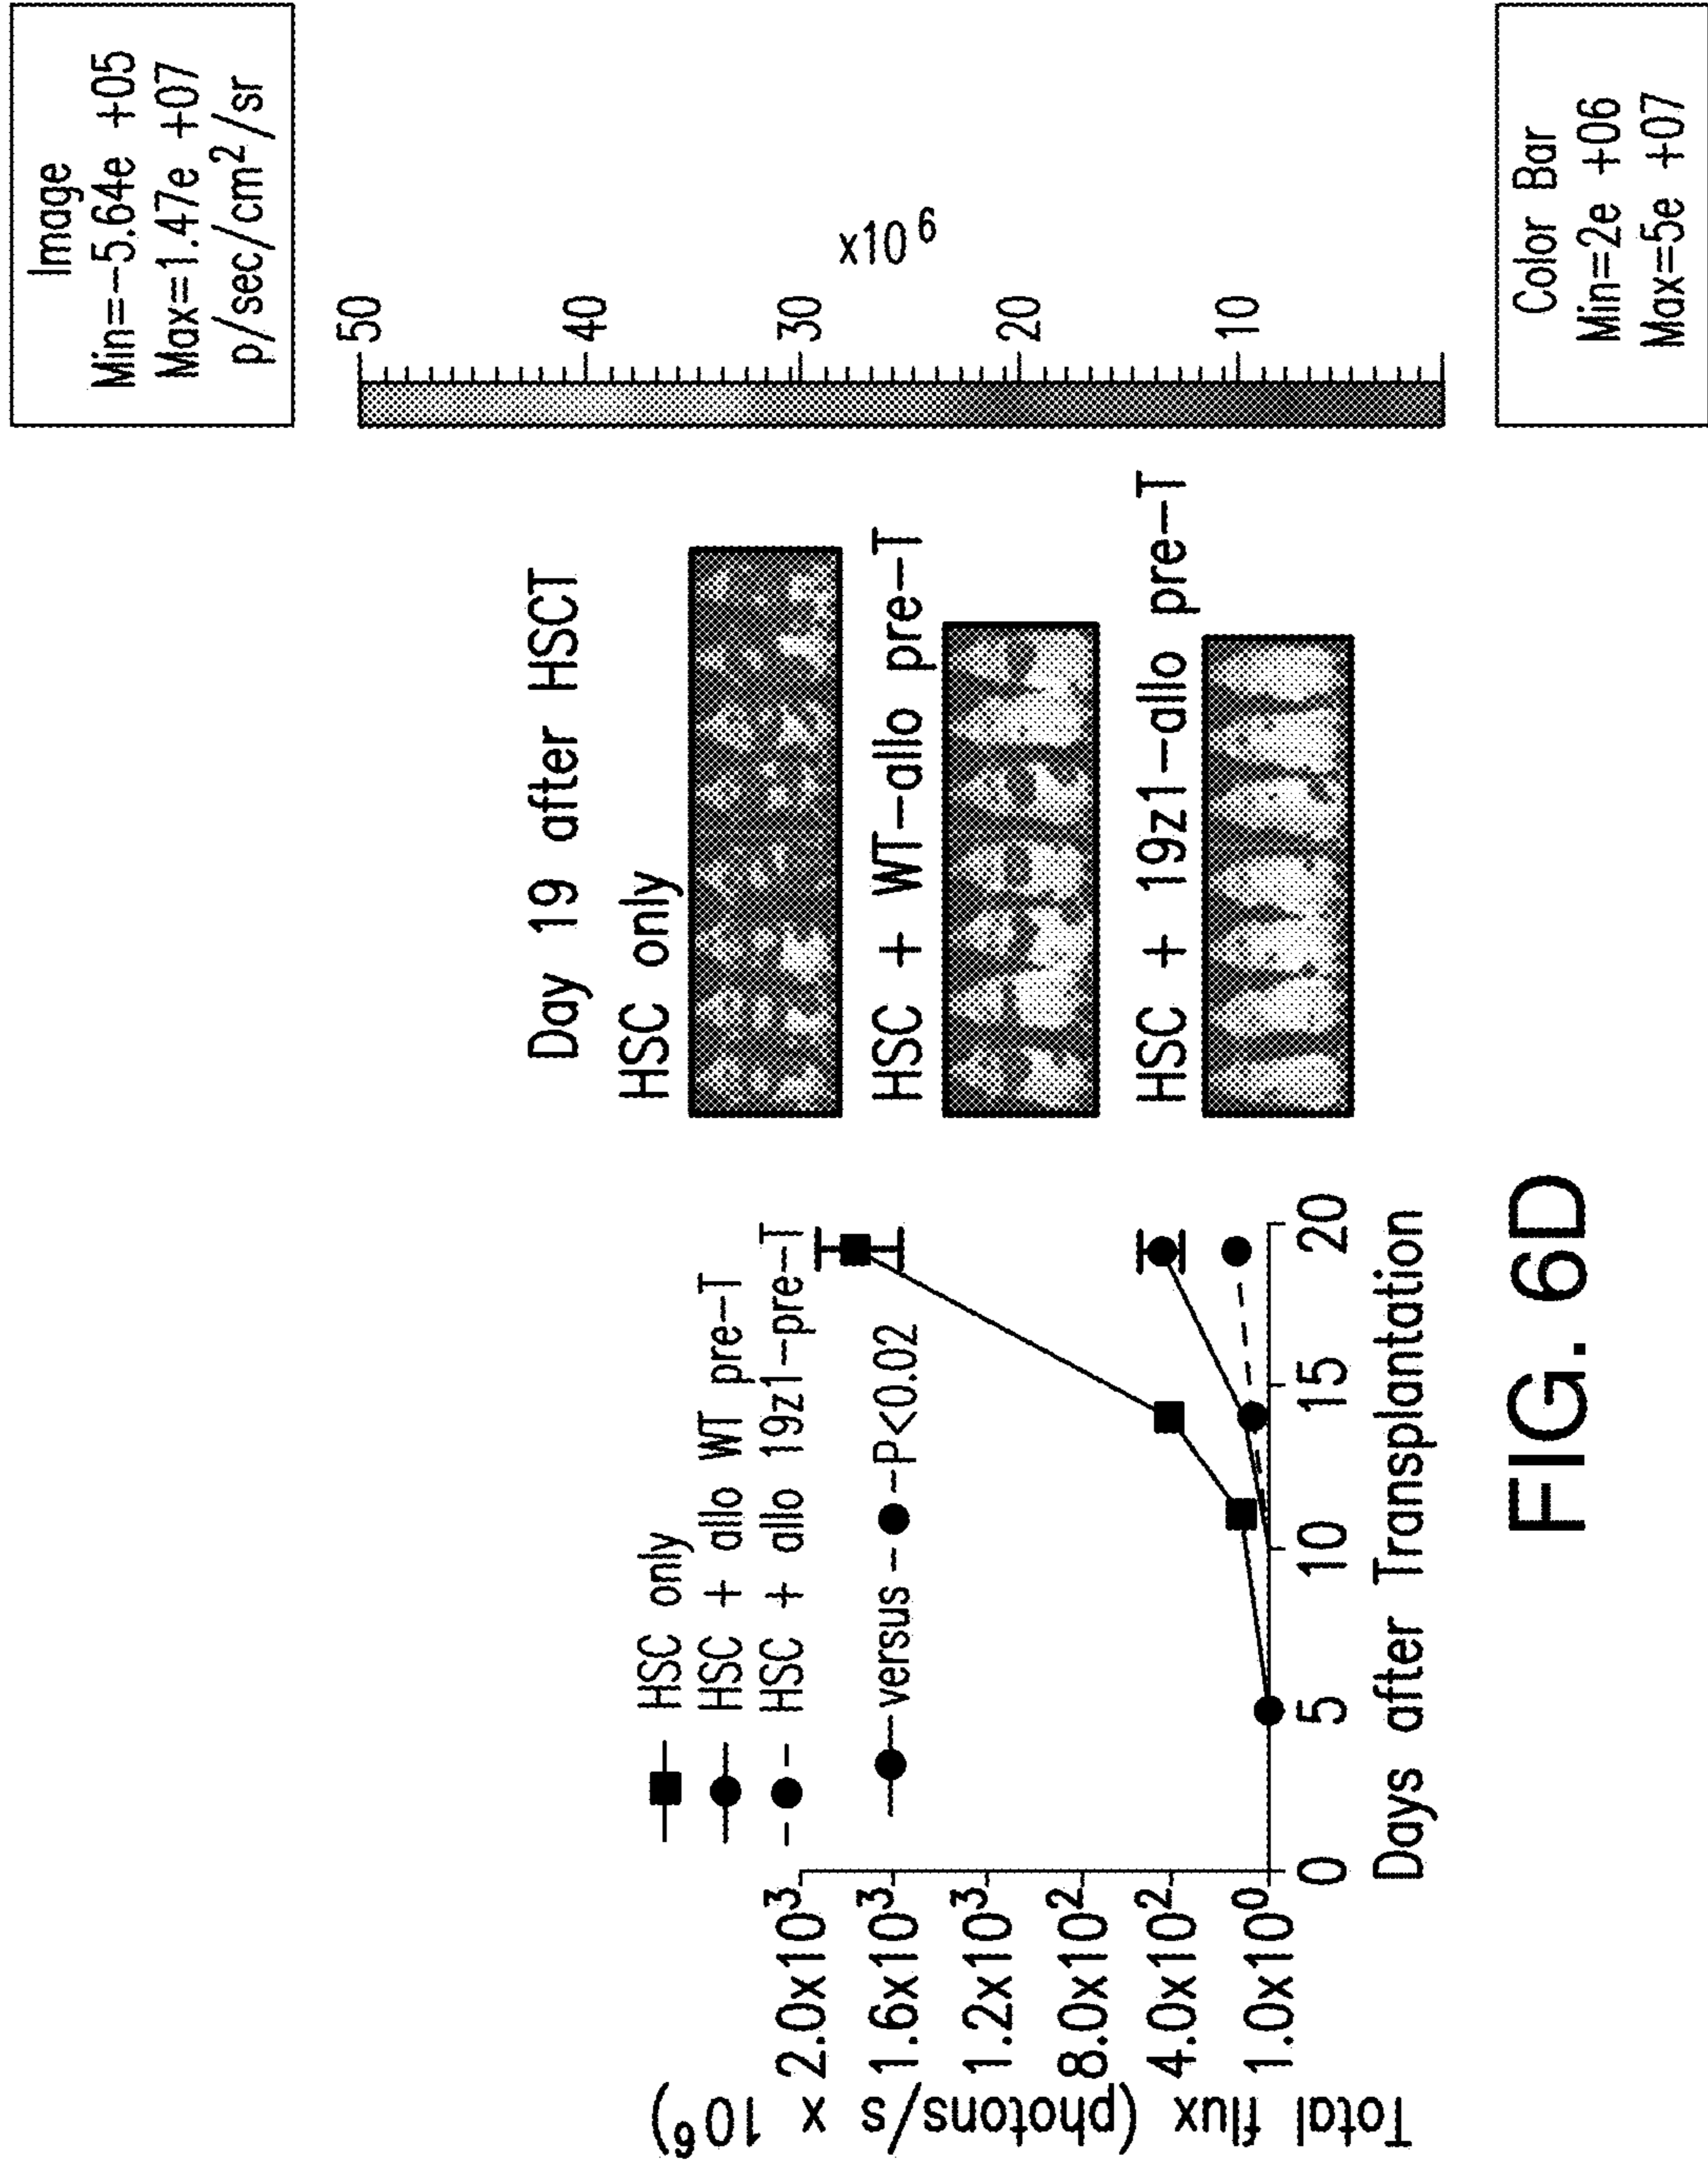 HSC only
HSC + allo WT pre-T
HSC + allo 19z1-pre-T
versus P<0.02
Total flux (photons/s x 10⁶)
2.0x10³
1.6x10³
1.2x10³
8.0x10²
4.0x10²
1.0x10⁰
0 5 10 15 20
Days after Transplantation
Day 19 after HSCT
HSC only
HSC + WT-allo pre-T
HSC + 19z1-allo pre-T
Image
Min=-5.64e +05
Max=1.47e +07
p/sec/cm²/sr
50
40
30
20
10
x10⁶
Color Bar
Min=2e +06
Max=5e +07
FIG. 6D